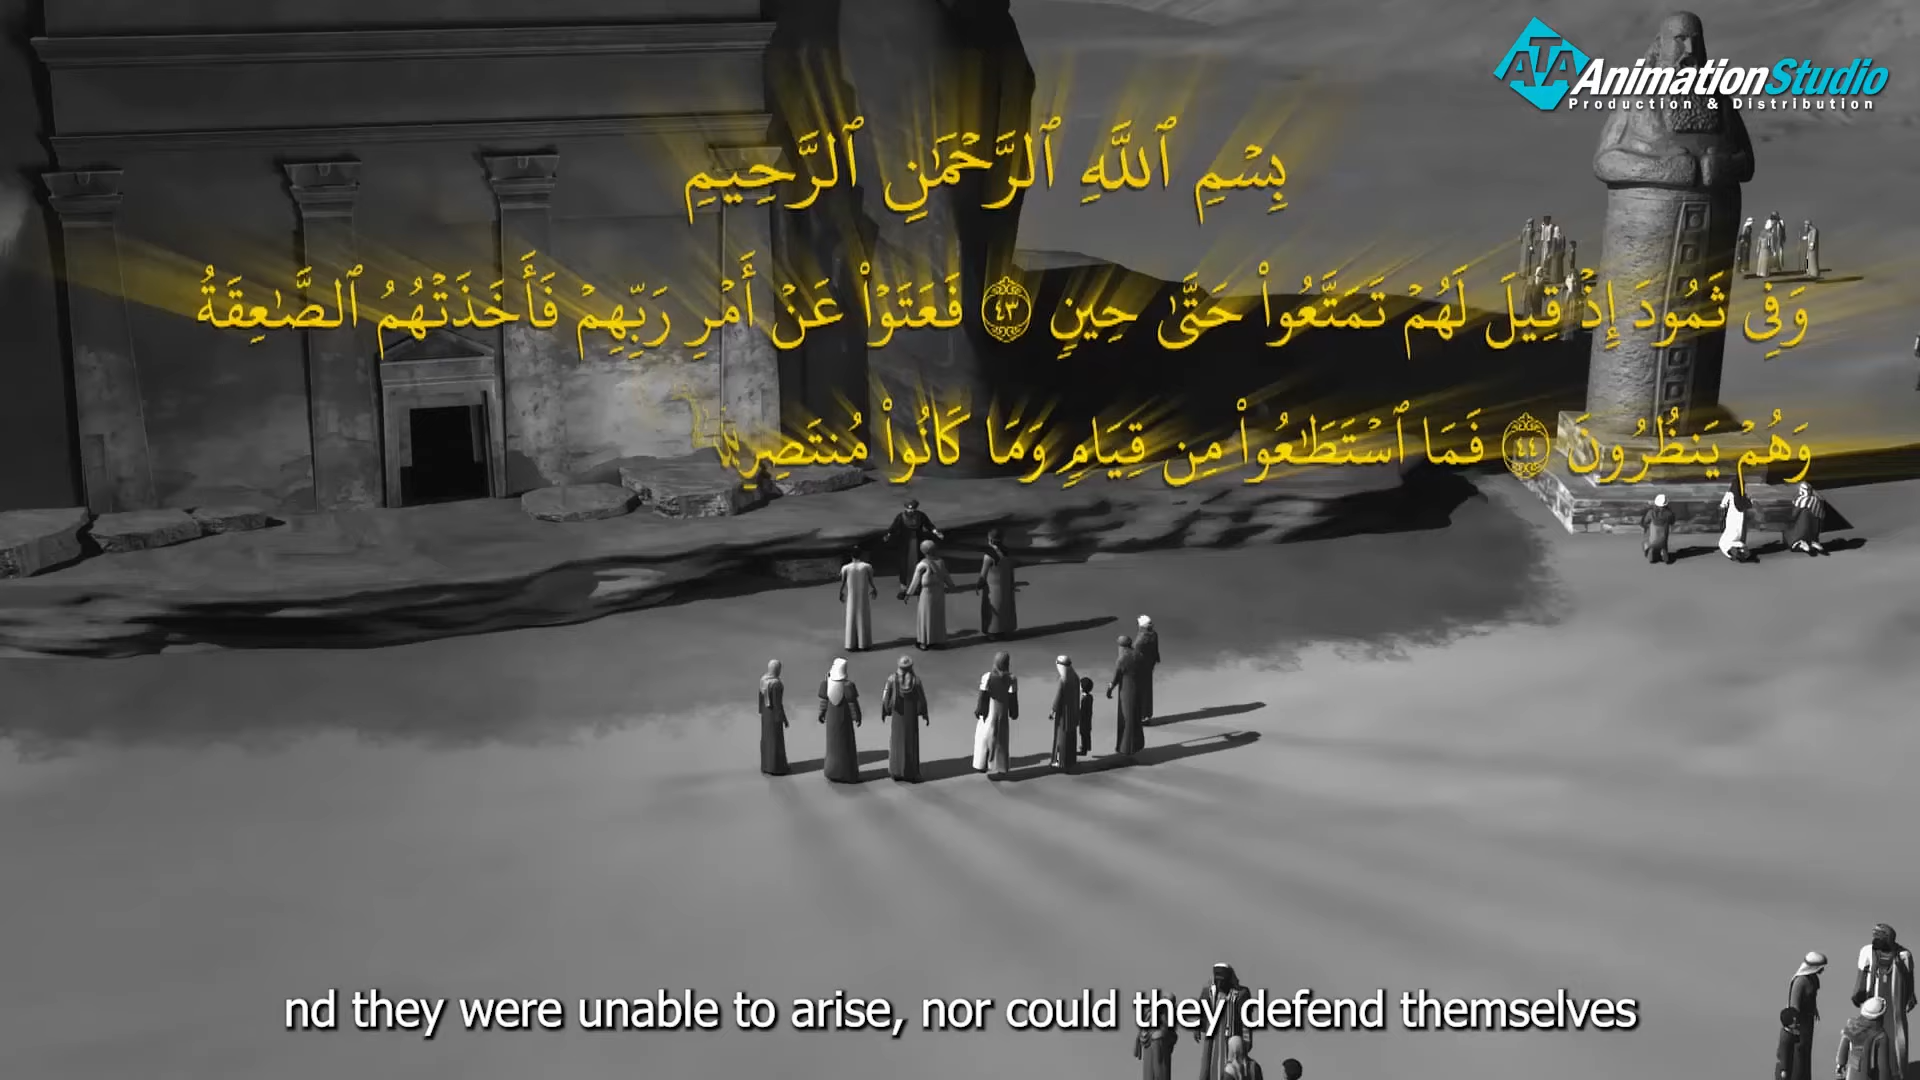 ATA AnimationStudio
Production & Distribution
بِسْمِ ٱللَّهِ ٱلرَّحْمَٰنِ ٱلرَّحِيمِ
وَفِى ثَمُودَ إِذْ قِيلَ لَهُمْ تَمَتَّعُوا۟ حَتَّىٰ حِينٍ ٤٣ فَعَتَوْا۟ عَنْ أَمْرِ رَبِّهِمْ فَأَخَذَتْهُمُ ٱلصَّـٰعِقَةُ
وَهُمْ يَنظُرُونَ ٤٤ فَمَا ٱسْتَطَـٰعُوا۟ مِن قِيَامٍ وَمَا كَانُوا۟ مُنتَصِرِ
nd they were unable to arise, nor could they defend themselves